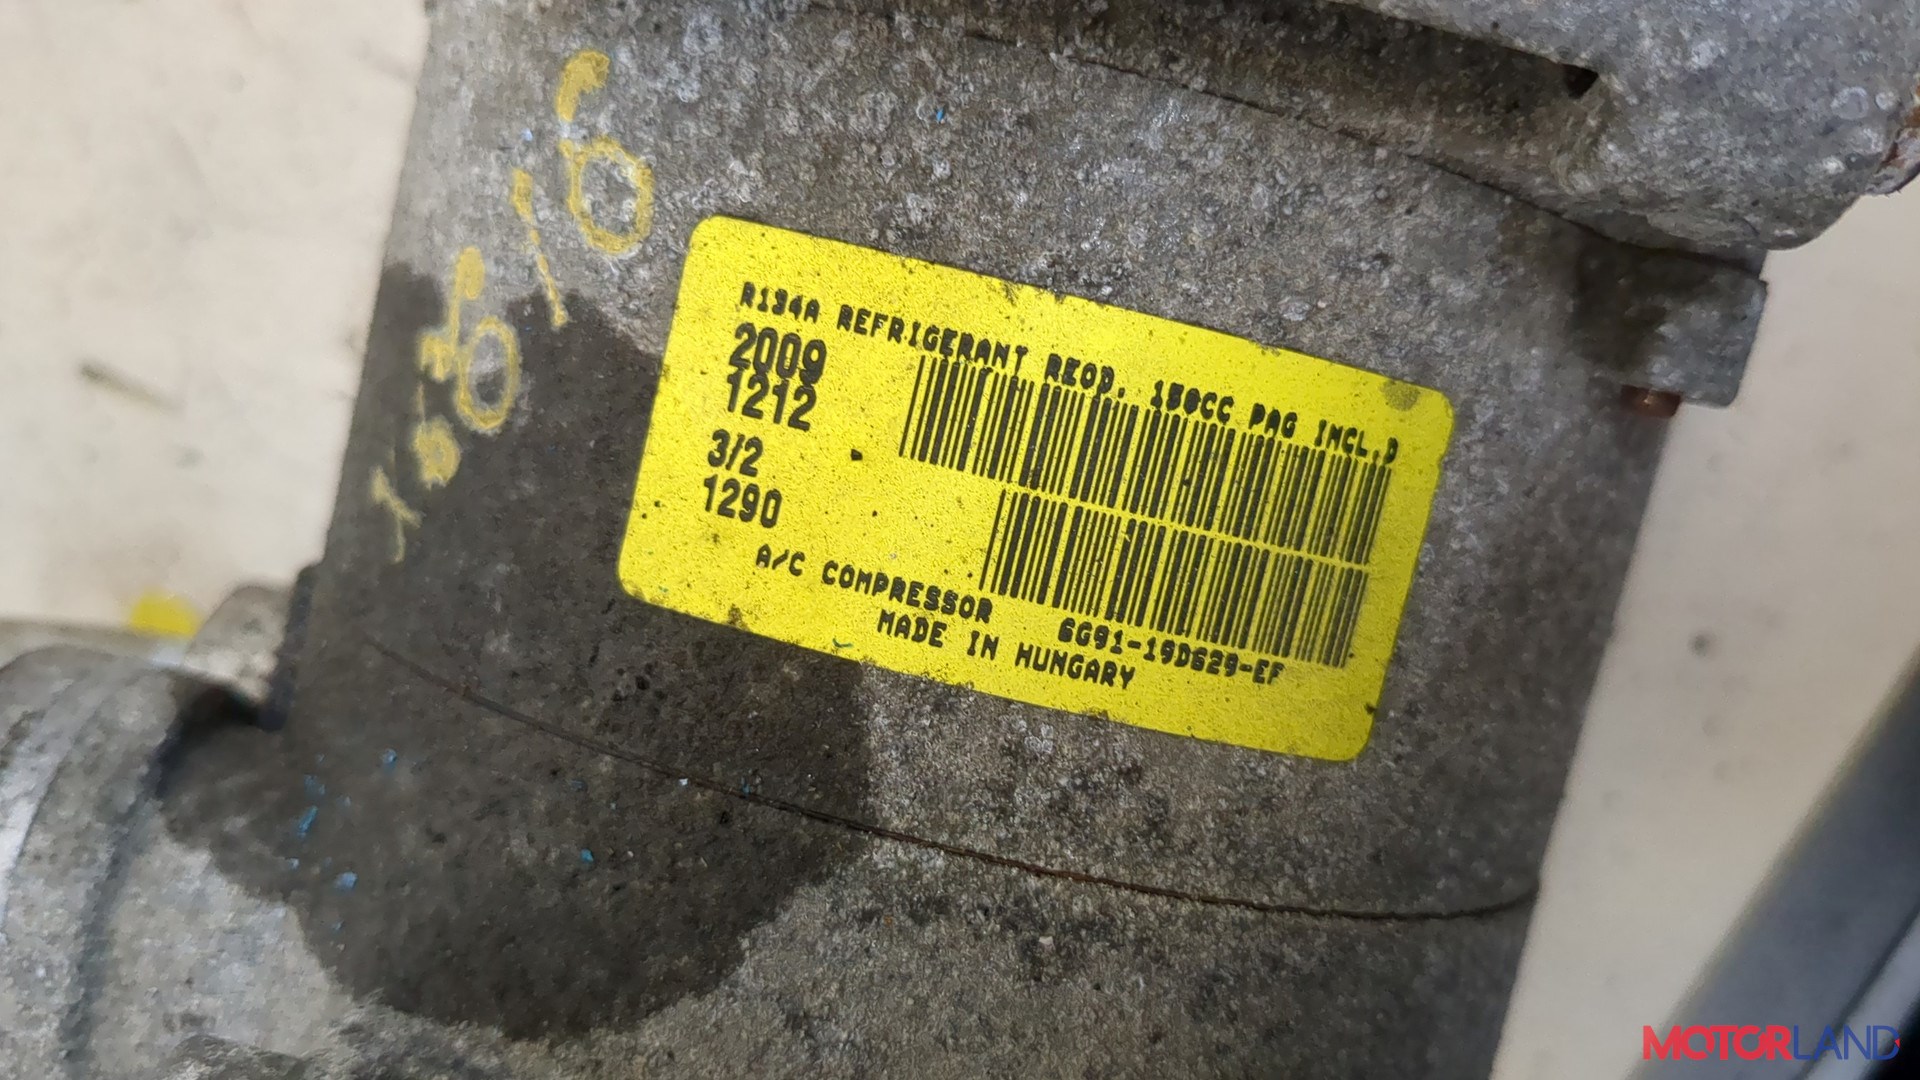 R134A REFRIGERANT REQD. 150CC PAG INCL.D
2009
1212
3/2
1290
A/C COMPRESSOR 6G91-19D629-EF
MADE IN HUNGARY
MOTORLAND